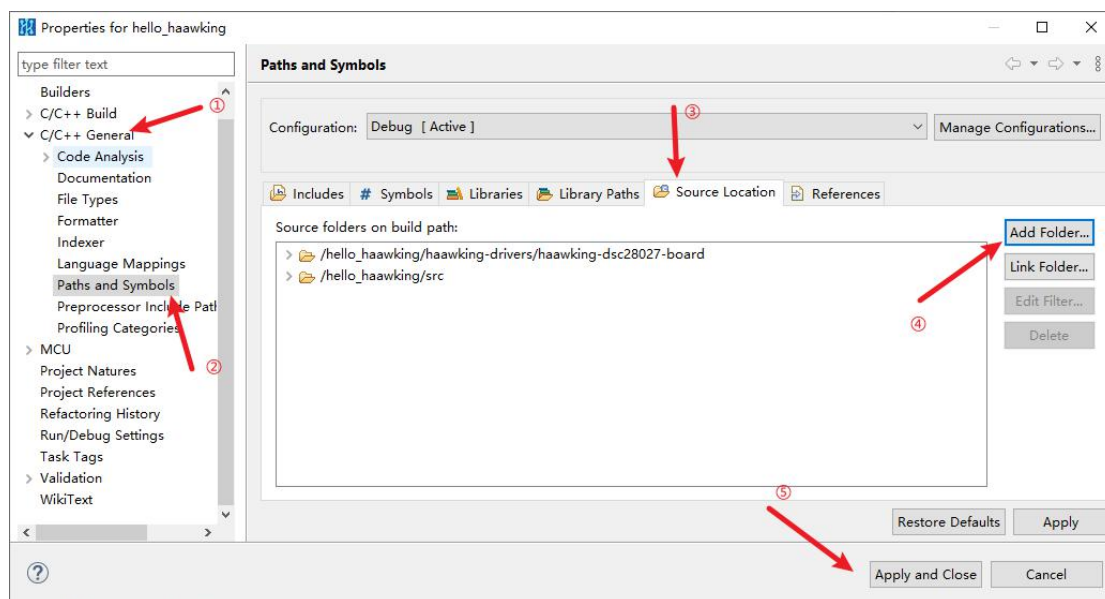 Properties for hello_haawking
type filter text
Builders
C/C++ Build
①
C/C++ General
Code Analysis
Documentation
File Types
Formatter
Indexer
Language Mappings
Paths and Symbols
Preprocessor Include Path
Profiling Categories
②
MCU
Project Natures
Project References
Refactoring History
Run/Debug Settings
Task Tags
Validation
WikiText
Paths and Symbols
③
Configuration: Debug [ Active ] Manage Configurations...
Includes # Symbols Libraries Library Paths Source Location References
Source folders on build path:
/hello_haawking/haawking-drivers/haawking-dsc28027-board
/hello_haawking/src
Add Folder...
Link Folder...
Edit Filter...
④
Delete
⑤
Restore Defaults Apply
? Apply and Close Cancel